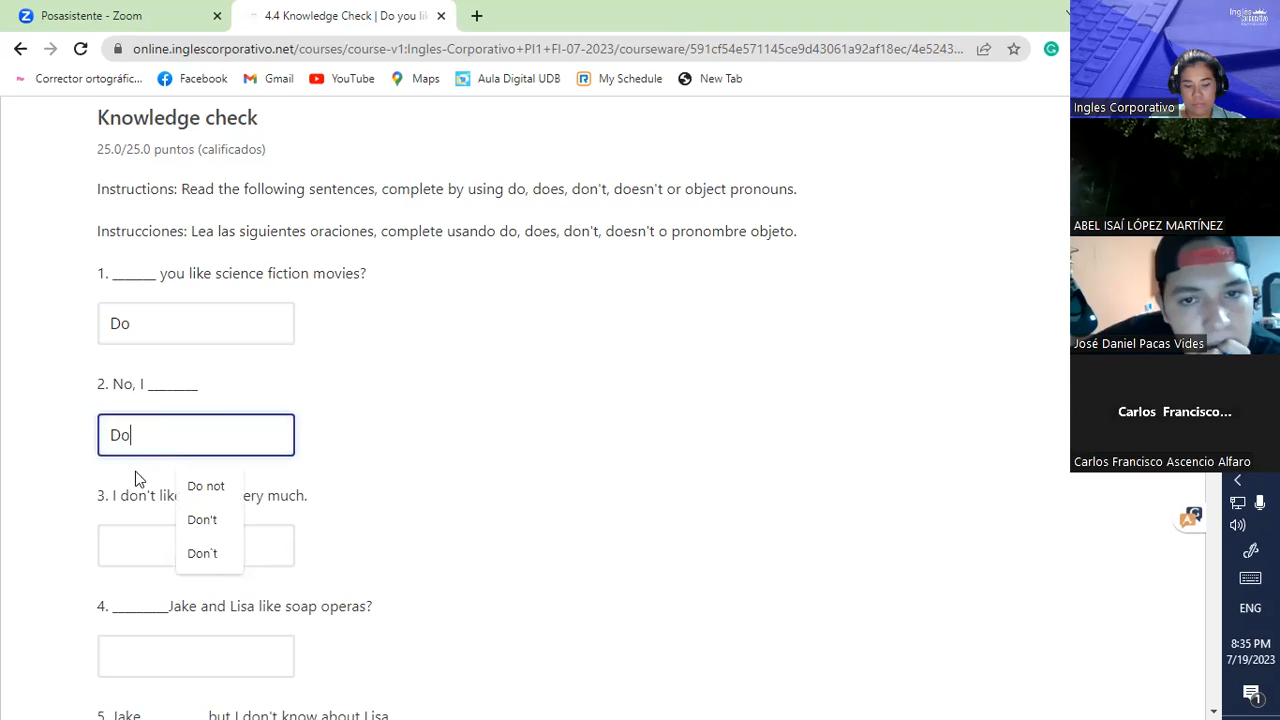 Posasistente - Zoom
4.4 Knowledge Check | Do you li
online.inglescorporativo.net/courses/course-v1:Ingles-Corporativo+PI1+FI-07-2023/courseware/591cf54e571145ce9d43061a92af18ec/4e5243...
Corrector ortográfic...
Facebook
Gmail
YouTube
Maps
Aula Digital UDB
My Schedule
New Tab
Knowledge check
25.0/25.0 puntos (calificados)
Instructions: Read the following sentences, complete by using do, does, don't, doesn't or object pronouns.
Instrucciones: Lea las siguientes oraciones, complete usando do, does, don't, doesn't o pronombre objeto.
1. _______ you like science fiction movies?
Do
2. No, I ________
Do
Do not
3. I don't like ery much.
Don't
Don`t
4. _________Jake and Lisa like soap operas?
5. Jake but I don't know about Lisa
Ingles
CORPORATIVO
Ingles Corporativo
ABEL ISAÍ LÓPEZ MARTÍNEZ
José Daniel Pacas Vides
Carlos Francisco...
Carlos Francisco Ascencio Alfaro
ENG
8:35 PM
7/19/2023
1